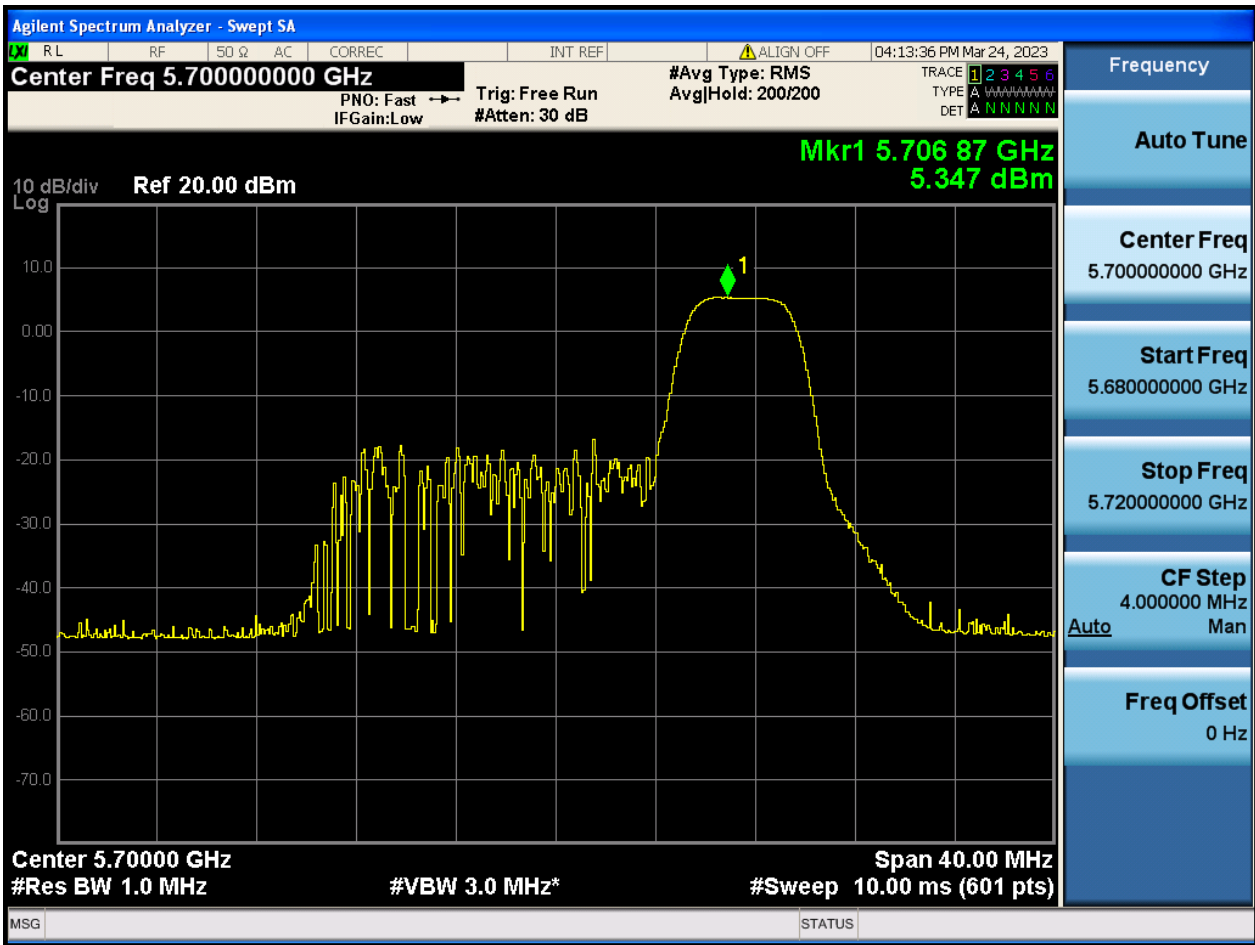 Agilent Spectrum Analyzer - Swept SA
LXI RL RF 50 Ω AC CORREC INT REF ALIGN OFF 04:13:36 PM Mar 24, 2023
Center Freq 5.700000000 GHz
PNO: Fast
IFGain:Low
Trig: Free Run
#Atten: 30 dB
#Avg Type: RMS
Avg|Hold: 200/200
TRACE 1 2 3 4 5 6
TYPE A
DET A N N N N N
Mkr1 5.706 87 GHz
5.347 dBm
10 dB/div Ref 20.00 dBm
Log
10.0
0.00
-10.0
-20.0
-30.0
-40.0
-50.0
-60.0
-70.0
1
Center 5.70000 GHz Span 40.00 MHz
#Res BW 1.0 MHz #VBW 3.0 MHz* #Sweep 10.00 ms (601 pts)
MSG STATUS
Frequency
Auto Tune
Center Freq
5.700000000 GHz
Start Freq
5.680000000 GHz
Stop Freq
5.720000000 GHz
CF Step
4.000000 MHz
Auto Man
Freq Offset
0 Hz